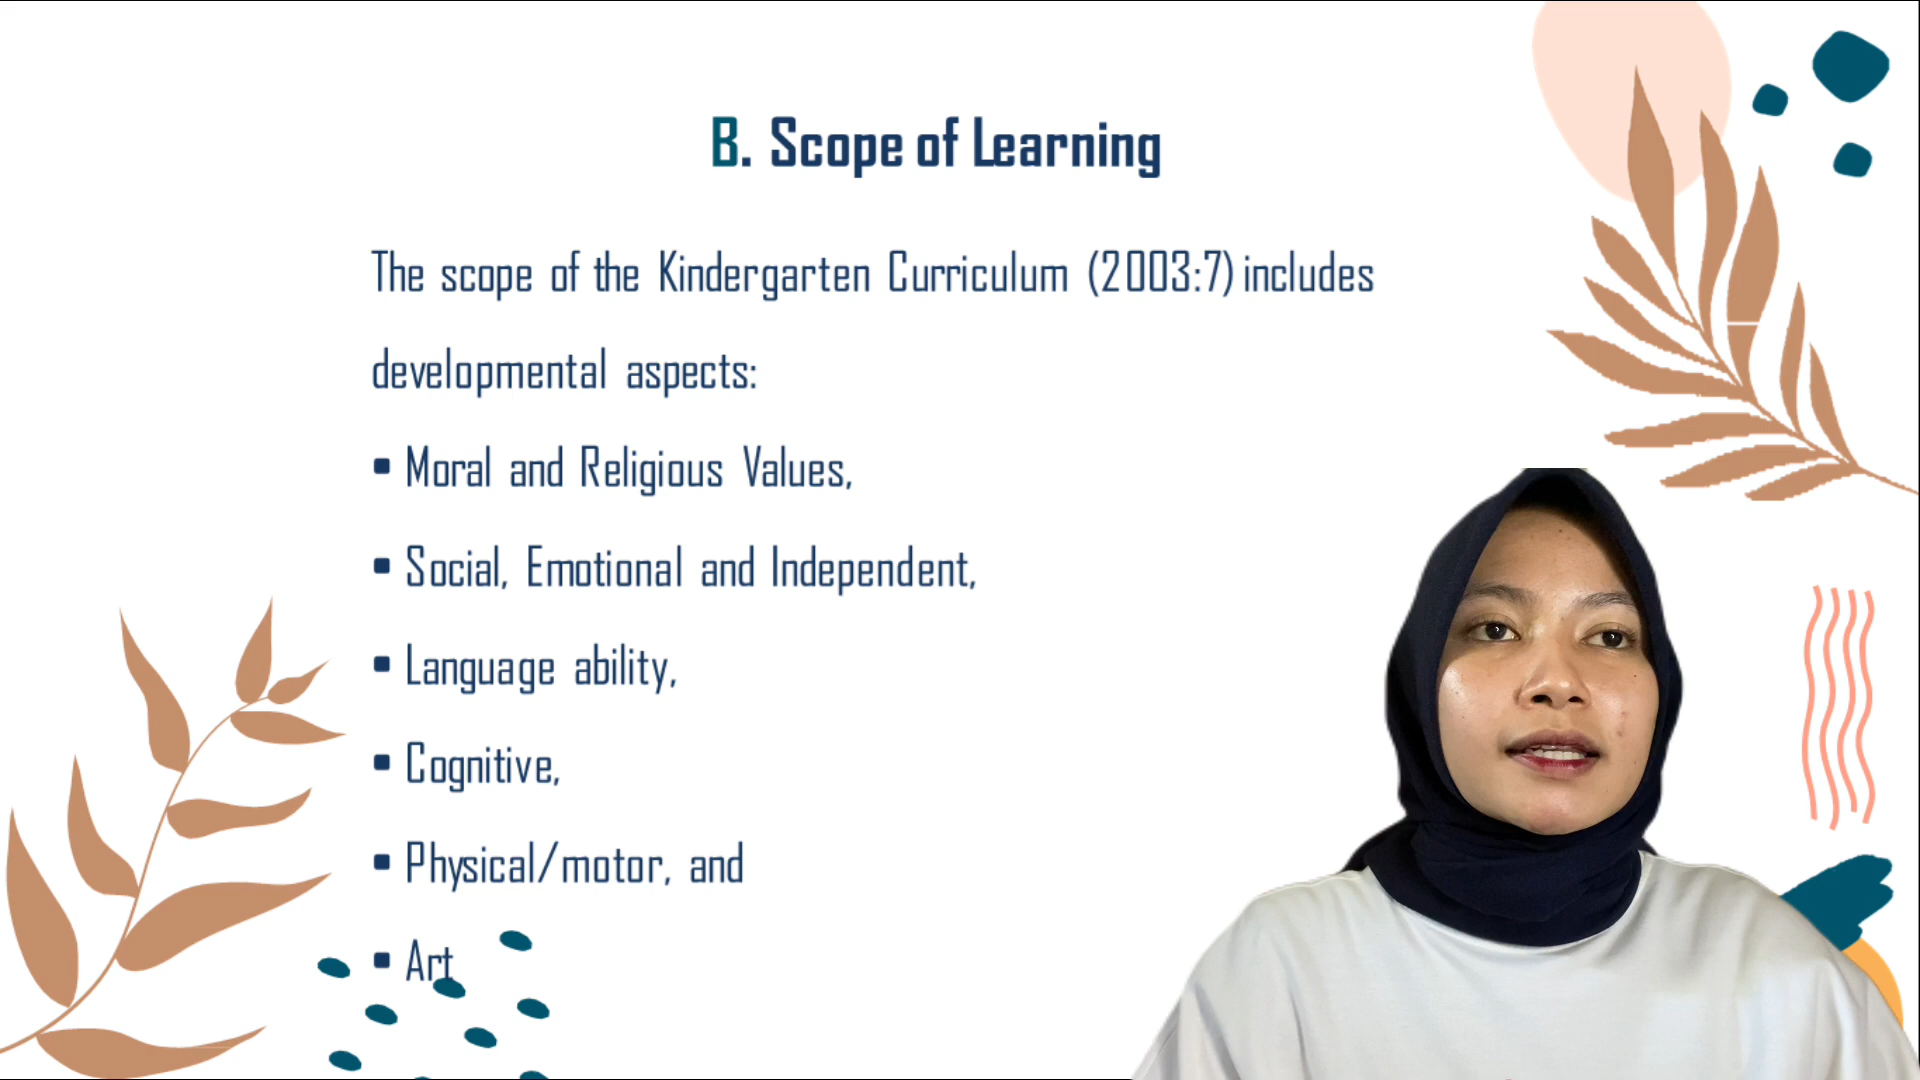 B. Scope of Learning
The scope of the Kindergarten Curriculum (2003:7) includes
developmental aspects:
▪ Moral and Religious Values,
▪ Social, Emotional and Independent,
▪ Language ability,
▪ Cognitive,
▪ Physical/motor, and
▪ Art